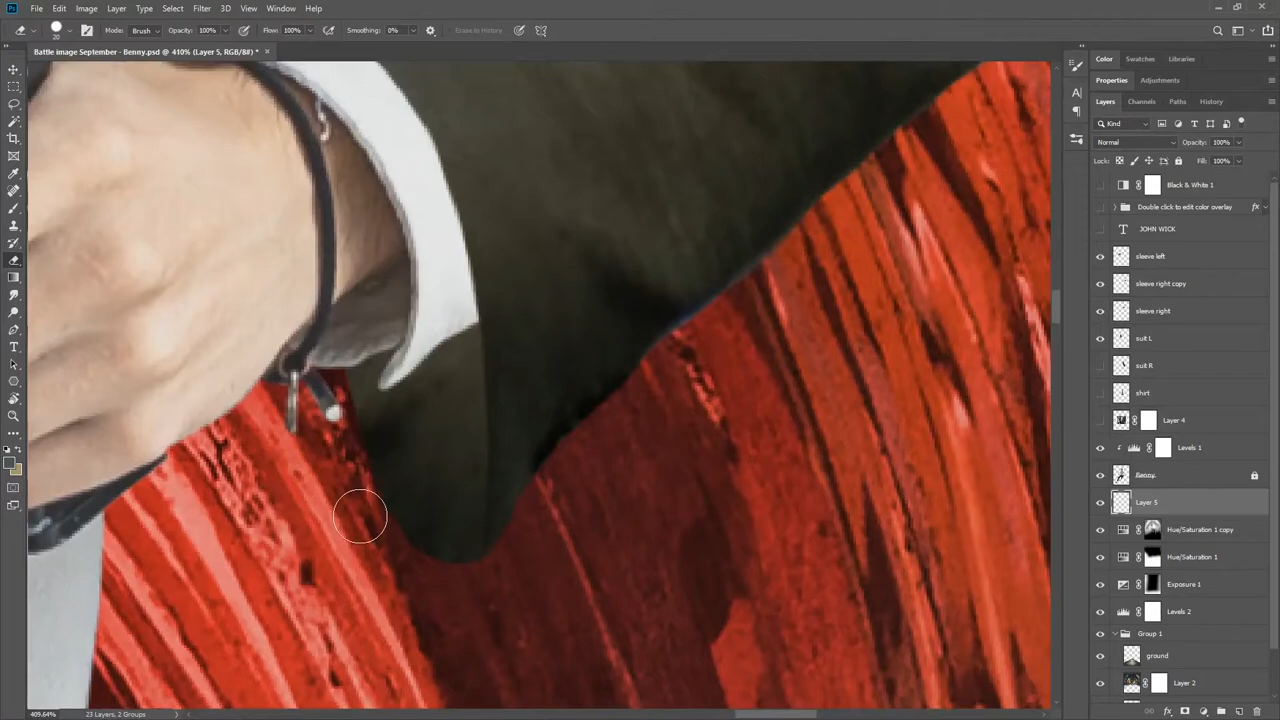 File Edit Image Layer Type Select Filter 3D View Window Help
20 Mode: Brush Opacity: 100% Flow: 100% Smoothing: 0% Erase to History
Battle image September - Benny.psd @ 410% (Layer 5, RGB/8#) *
Color Swatches Libraries
Properties Adjustments
Layers Channels Paths History
Kind
Normal Opacity: 100%
Lock: Fill: 100%
Black & White 1
Double click to edit color overlay fx
JOHN WICK
sleeve left
sleeve right copy
sleeve right
suit L
suit R
shirt
Layer 4
Levels 1
Benny
Layer 5
Hue/Saturation 1 copy
Hue/Saturation 1
Exposure 1
Levels 2
Group 1
ground
Layer 2
409.64% 23 Layers, 2 Groups